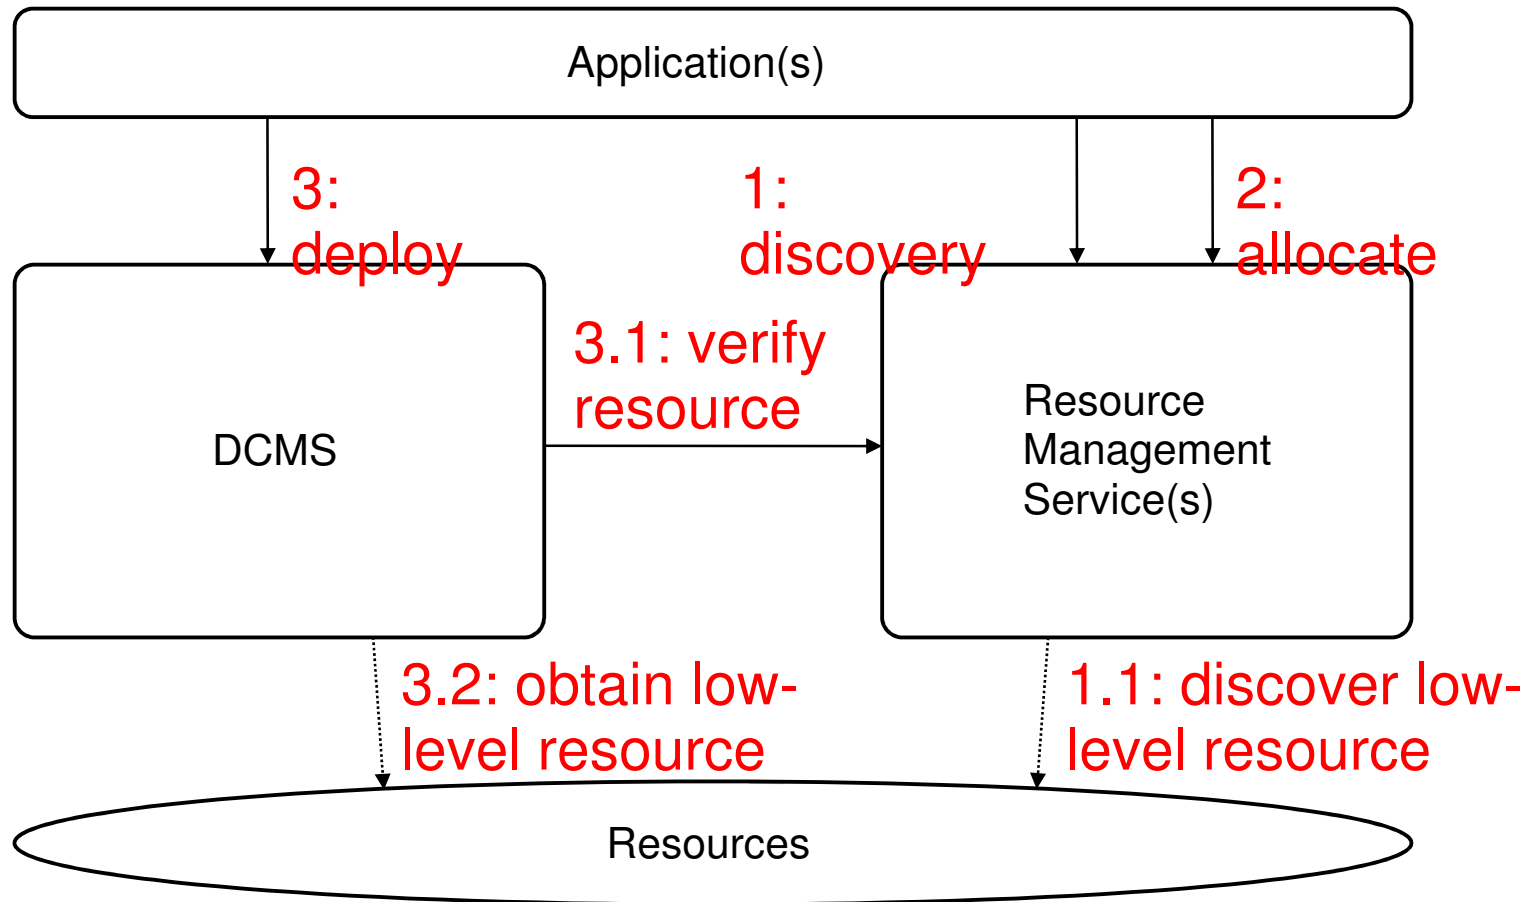 Application(s)
3:
deploy
1:
discovery
2:
allocate
3.1: verify
resource
DCMS
Resource
Management
Service(s)
3.2: obtain low-
level resource
1.1: discover low-
level resource
Resources